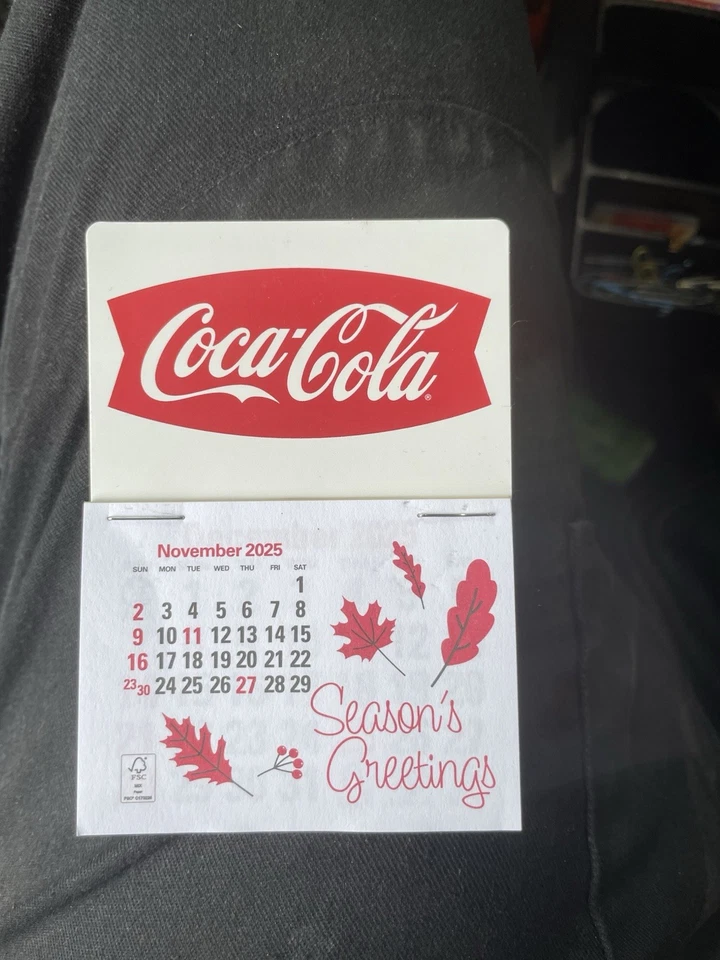 Coca-Cola
®
November 2025
SUN MON TUE WED THU FRI SAT
1
2 3 4 5 6 7 8
9 10 11 12 13 14 15
16 17 18 19 20 21 22
23 30 24 25 26 27 28 29
Season's
Greetings
FSC
Paper